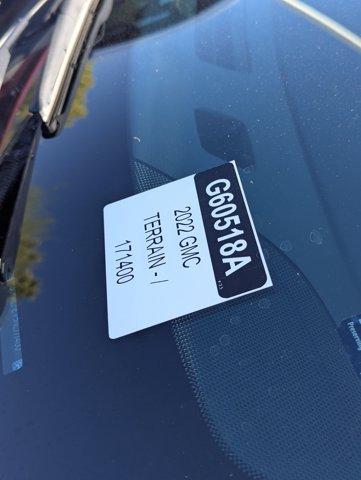 G60518A
2022 GMC
TERRAIN - /
171400